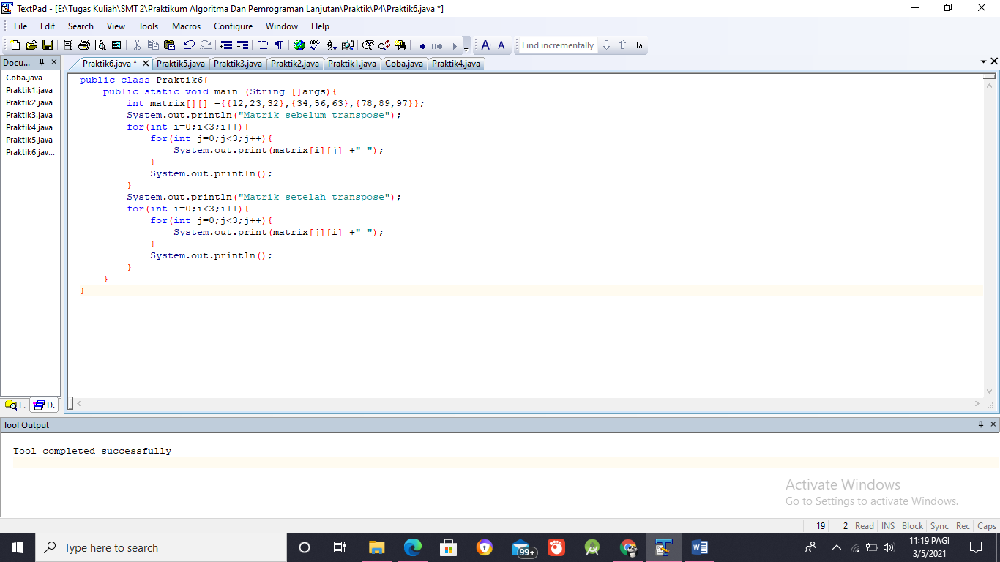 TextPad - [E:\Tugas Kuliah\SMT 2\Praktikum Algoritma Dan Pemrograman Lanjutan\Praktik\P4\Praktik6.java *]
File Edit Search View Tools Macros Configure Window Help
Find incrementally
Docu...
Coba.java
Praktik1.java
Praktik2.java
Praktik3.java
Praktik4.java
Praktik5.java
Praktik6.jav...
E. D.
Praktik6.java * Praktik5.java Praktik3.java Praktik2.java Praktik1.java Coba.java Praktik4.java
public class Praktik6{
    public static void main (String []args){
        int matrix[][] ={{12,23,32},{34,56,63},{78,89,97}};
        System.out.println("Matrik sebelum transpose");
        for(int i=0;i<3;i++){
            for(int j=0;j<3;j++){
                System.out.print(matrix[i][j] +" ");
            }
            System.out.println();
        }
        System.out.println("Matrik setelah transpose");
        for(int i=0;i<3;i++){
            for(int j=0;j<3;j++){
                System.out.print(matrix[j][i] +" ");
            }
            System.out.println();
        }
    }
}
Tool Output
Tool completed successfully
Activate Windows
Go to Settings to activate Windows.
19 2 Read INS Block Sync Rec Caps
Type here to search
99+
11:19 PAGI
3/5/2021